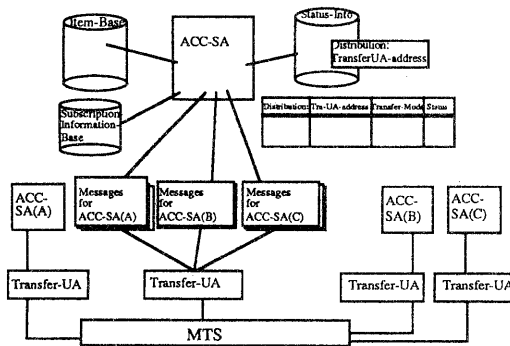 Item-Base
ACC-SA
Status-Info
Distribution:
TransferUA-address
Subscription
Information-
Base
Distribution:
Tra-UA-address
Transfer-Mode
Status
Messages
for
ACC-SA(A)
Messages
for
ACC-SA(B)
Messages
for
ACC-SA(C)
ACC-
SA(A)
ACC-
SA(B)
ACC-
SA(C)
Transfer-UA
Transfer-UA
Transfer-UA
Transfer-UA
MTS